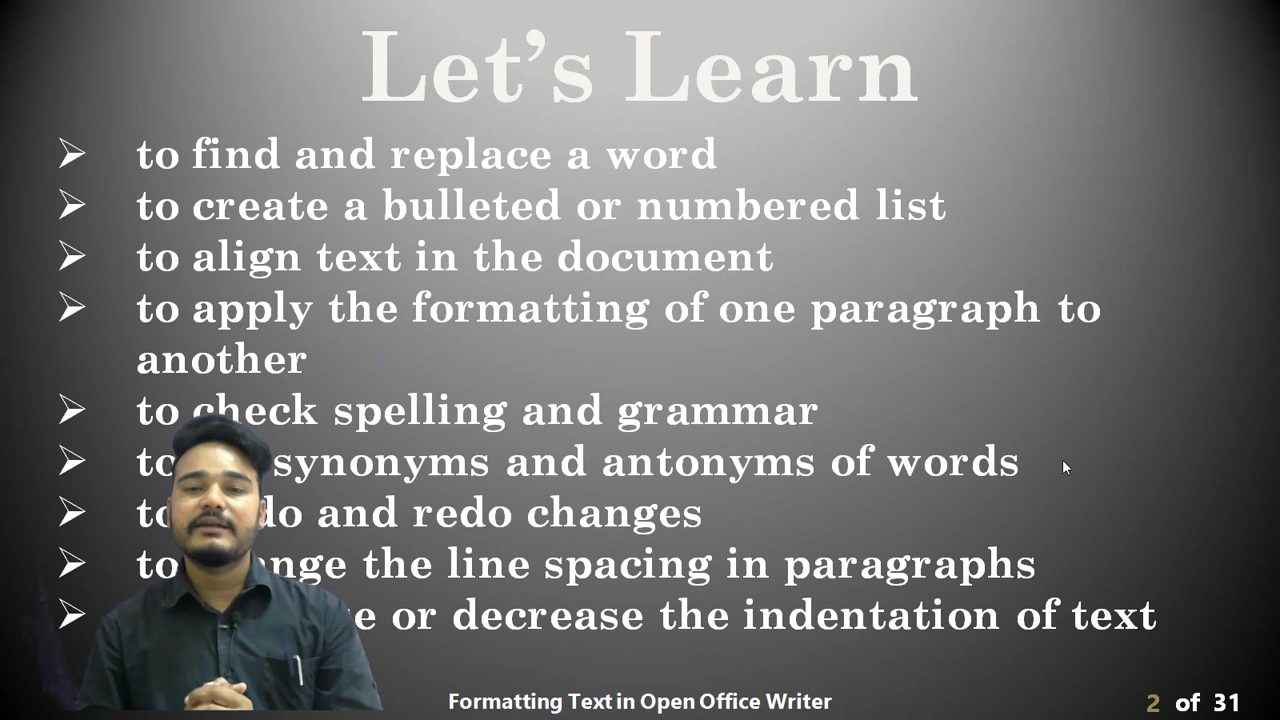 Let's Learn
➢ to find and replace a word
➢ to create a bulleted or numbered list
➢ to align text in the document
➢ to apply the formatting of one paragraph to
another
➢ to check spelling and grammar
➢ to synonyms and antonyms of words
➢ to and redo changes
➢ to the line spacing in paragraphs
➢ or decrease the indentation of text
Formatting Text in Open Office Writer
2 of 31